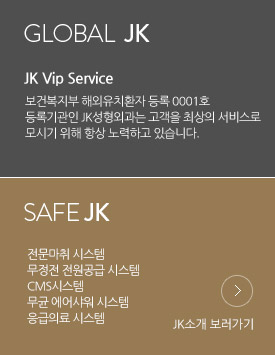 GLOBAL JK
JK Vip Service
보건복지부 해외유치환자 등록 0001호
등록기관인 JK성형외과는 고객을 최상의 서비스로
모시기 위해 항상 노력하고 있습니다.
SAFE JK
전문마취 시스템
무정전 전원공급 시스템
CMS시스템
무균 에어샤워 시스템
응급의료 시스템
JK소개 보러가기